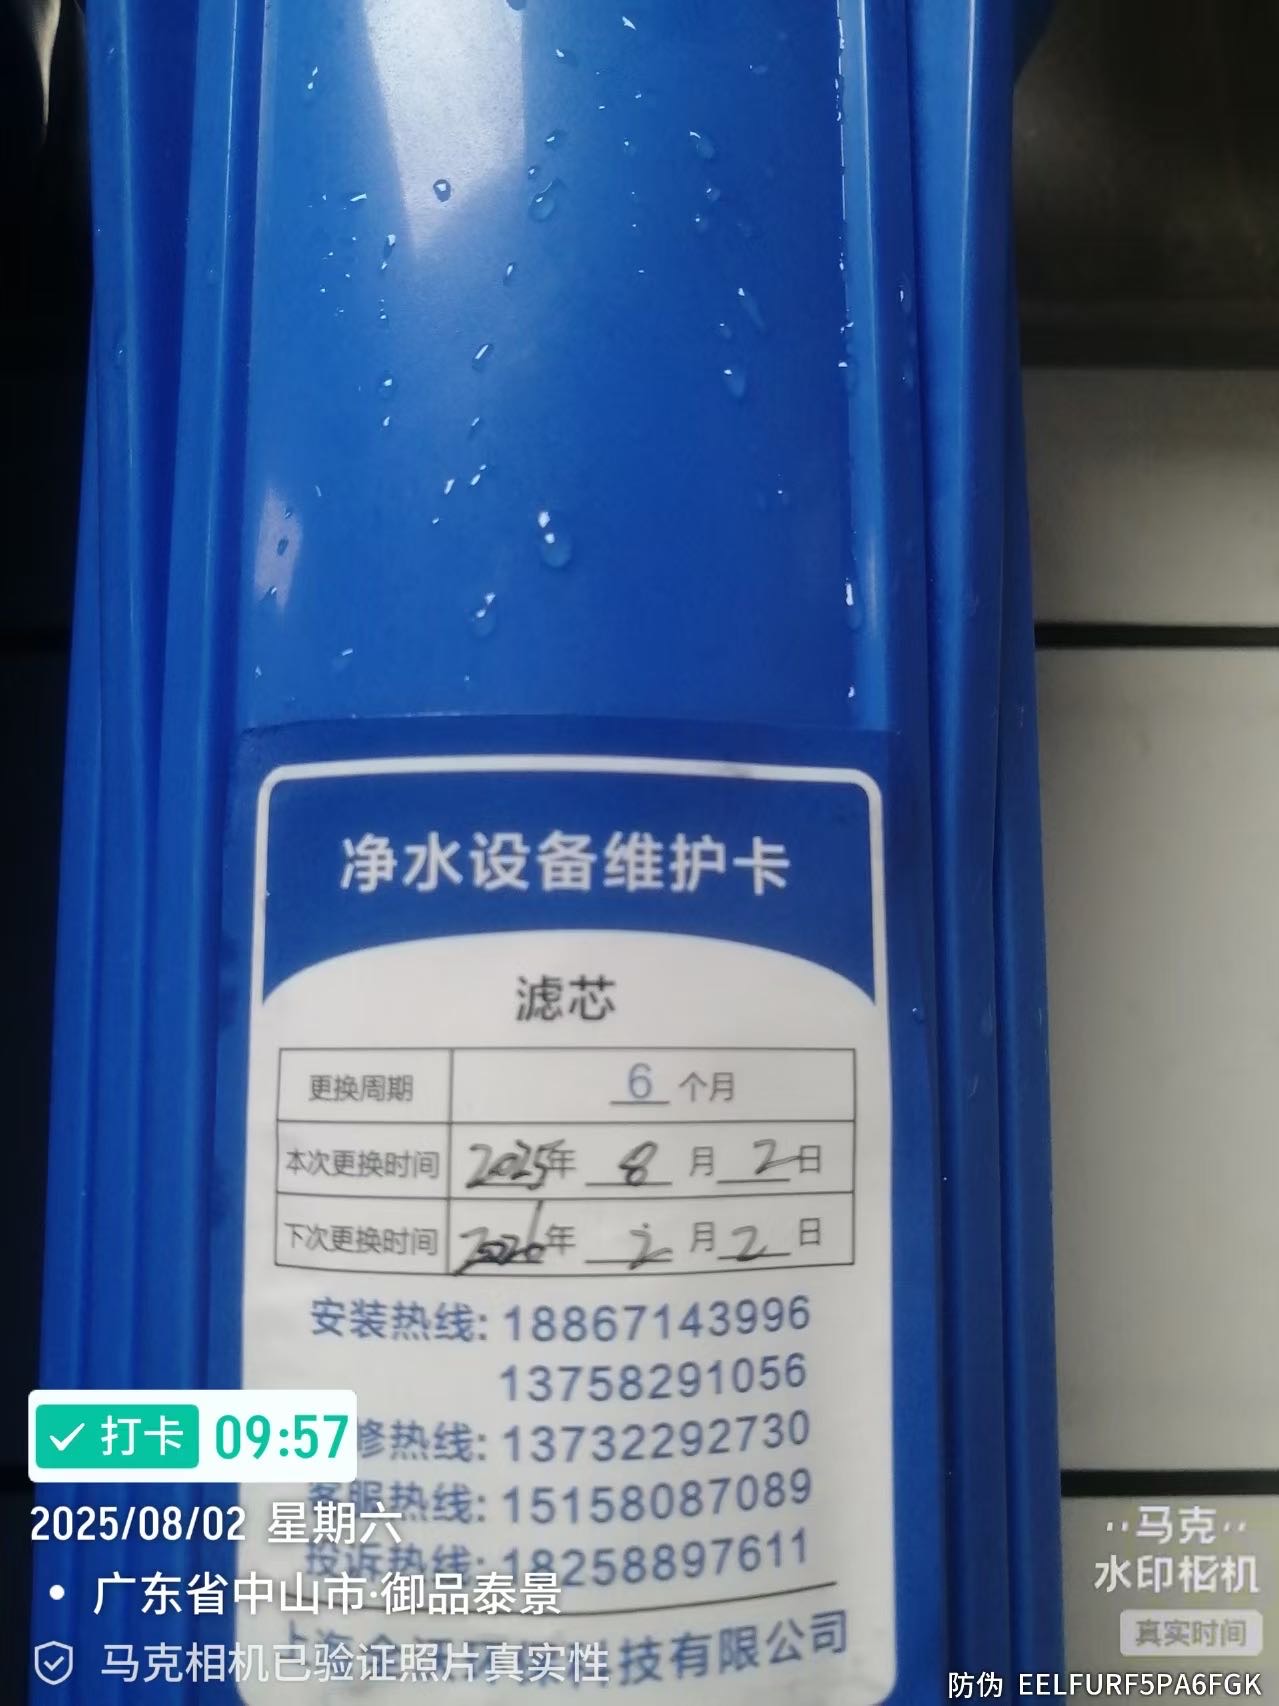 净水设备维护卡
滤芯
更换周期 6 个月
本次更换时间 2025年 8 月 2 日
下次更换时间 2026年 2 月 2 日
安装热线: 18867143996
13758291056
修热线: 13732292730
客服热线: 15158087089
投诉热线: 18258897611
科技有限公司
打卡 09:57
2025/08/02 星期六
广东省中山市·御品泰景
马克相机已验证照片真实性
马克
水印相机
真实时间
防伪 EELFURF5PA6FGK